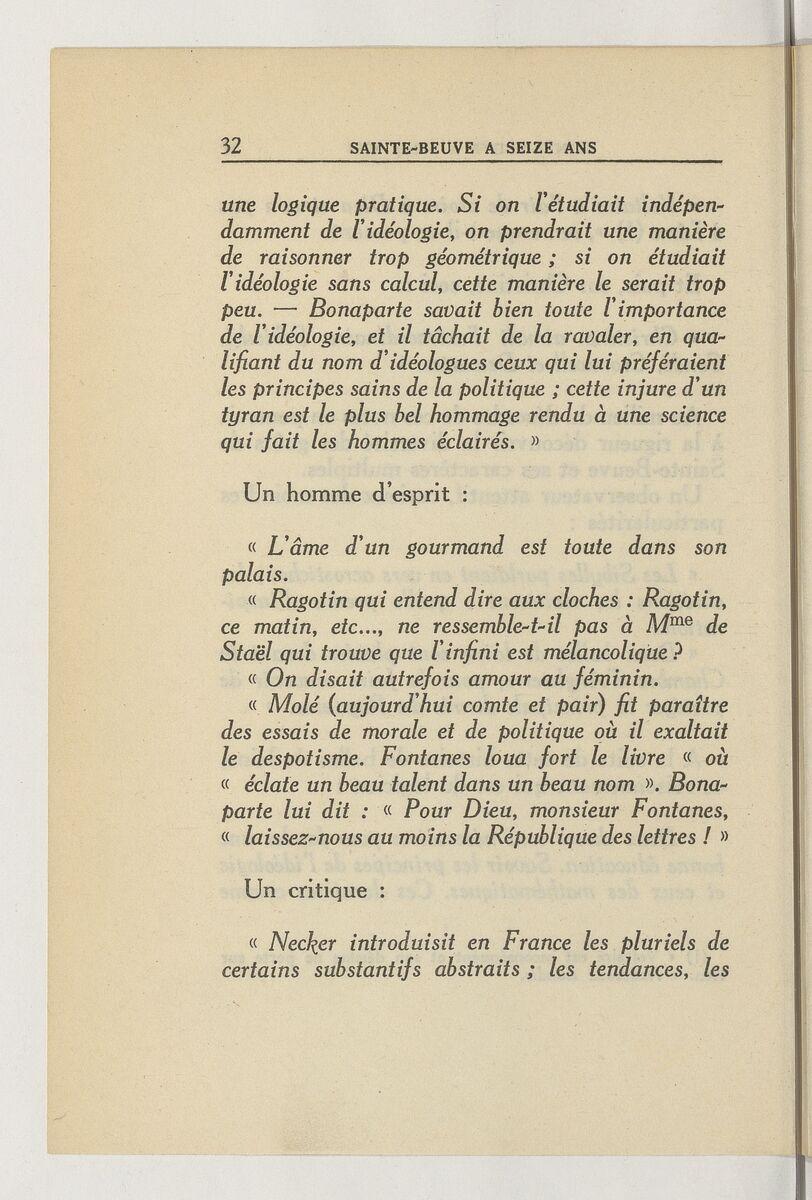 32 SAINTE-BEUVE A SEIZE ANS
une logique pratique. Si on l'étudiait indépen-
damment de l'idéologie, on prendrait une manière
de raisonner trop géométrique ; si on étudiait
l'idéologie sans calcul, cette manière le serait trop
peu. — Bonaparte savait bien toute l'importance
de l'idéologie, et il tâchait de la ravaler, en qua-
lifiant du nom d'idéologues ceux qui lui préféraient
les principes sains de la politique ; cette injure d'un
tyran est le plus bel hommage rendu à une science
qui fait les hommes éclairés. »
Un homme d'esprit :
« L'âme d'un gourmand est toute dans son
palais.
« Ragotin qui entend dire aux cloches : Ragotin,
ce matin, etc..., ne ressemble-t-il pas à Mme de
Staël qui trouve que l'infini est mélancolique ?
« On disait autrefois amour au féminin.
« Molé (aujourd'hui comte et pair) fit paraître
des essais de morale et de politique où il exaltait
le despotisme. Fontanes loua fort le livre « où
« éclate un beau talent dans un beau nom ». Bona-
parte lui dit : « Pour Dieu, monsieur Fontanes,
« laissez-nous au moins la République des lettres ! »
Un critique :
« Necker introduisit en France les pluriels de
certains substantifs abstraits ; les tendances, les